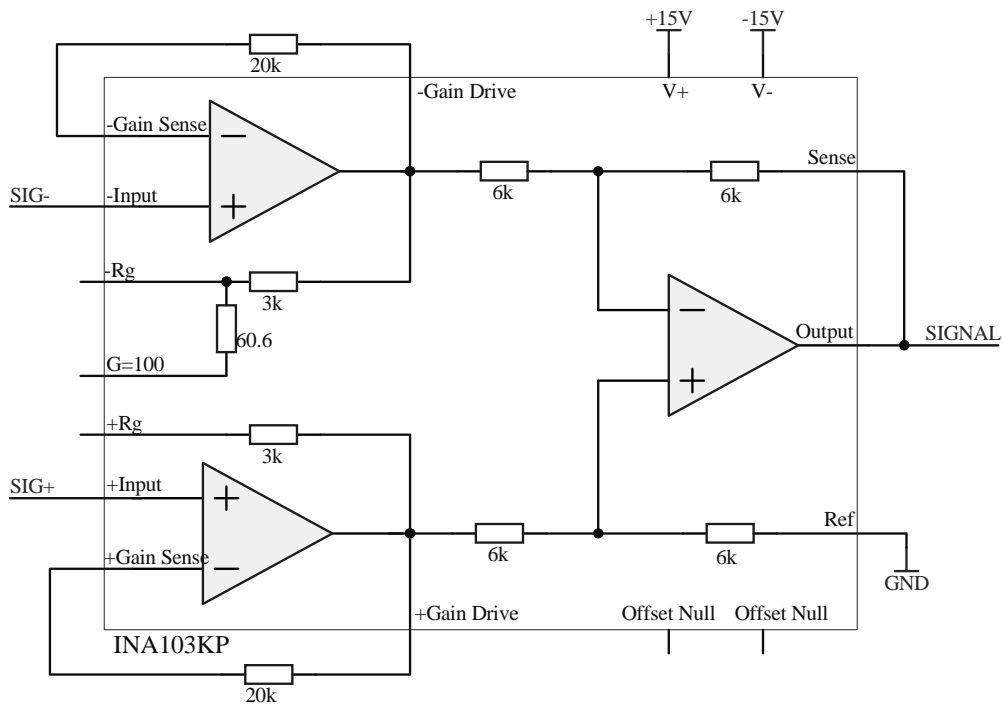 +15V -15V
20k
-Gain Drive V+ V-
-Gain Sense
Sense
SIG- -Input
6k 6k
-Rg
3k
60.6
Output SIGNAL
G=100
+Rg
3k
SIG+ +Input
Ref
+Gain Sense 6k 6k
GND
+Gain Drive Offset Null Offset Null
INA103KP
20k